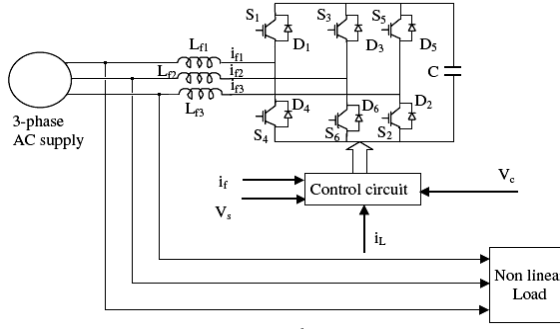 S1 S3 S5
Lf1 if1 D1 D3 D5
Lf2 if2 C
if3
Lf3 D4 D6 D2
3-phase
AC supply
S4 S6 S2
if Control circuit Vc
Vs
iL
Non linea
Load